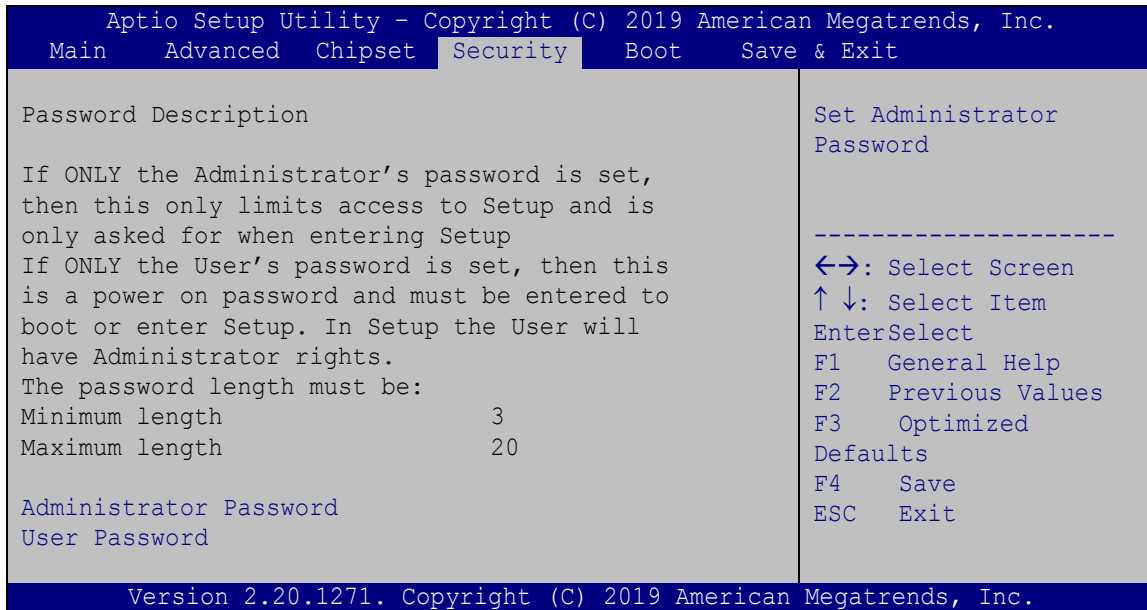 Aptio Setup Utility – Copyright (C) 2019 American Megatrends, Inc.
Main Advanced Chipset Security Boot Save & Exit
Password Description
If ONLY the Administrator’s password is set,
then this only limits access to Setup and is
only asked for when entering Setup
If ONLY the User’s password is set, then this
is a power on password and must be entered to
boot or enter Setup. In Setup the User will
have Administrator rights.
The password length must be:
Minimum length 3
Maximum length 20
Administrator Password
User Password
Set Administrator
Password
---------------------
←→: Select Screen
↑ ↓: Select Item
EnterSelect
F1 General Help
F2 Previous Values
F3 Optimized
Defaults
F4 Save
ESC Exit
Version 2.20.1271. Copyright (C) 2019 American Megatrends, Inc.